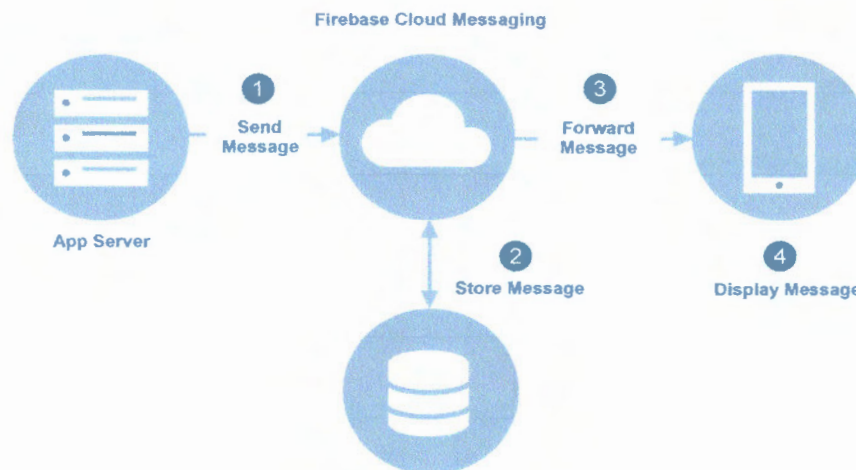 Firebase Cloud Messaging
1
Send
Message
3
Forward
Message
App Server
2
Store Message
4
Display Message